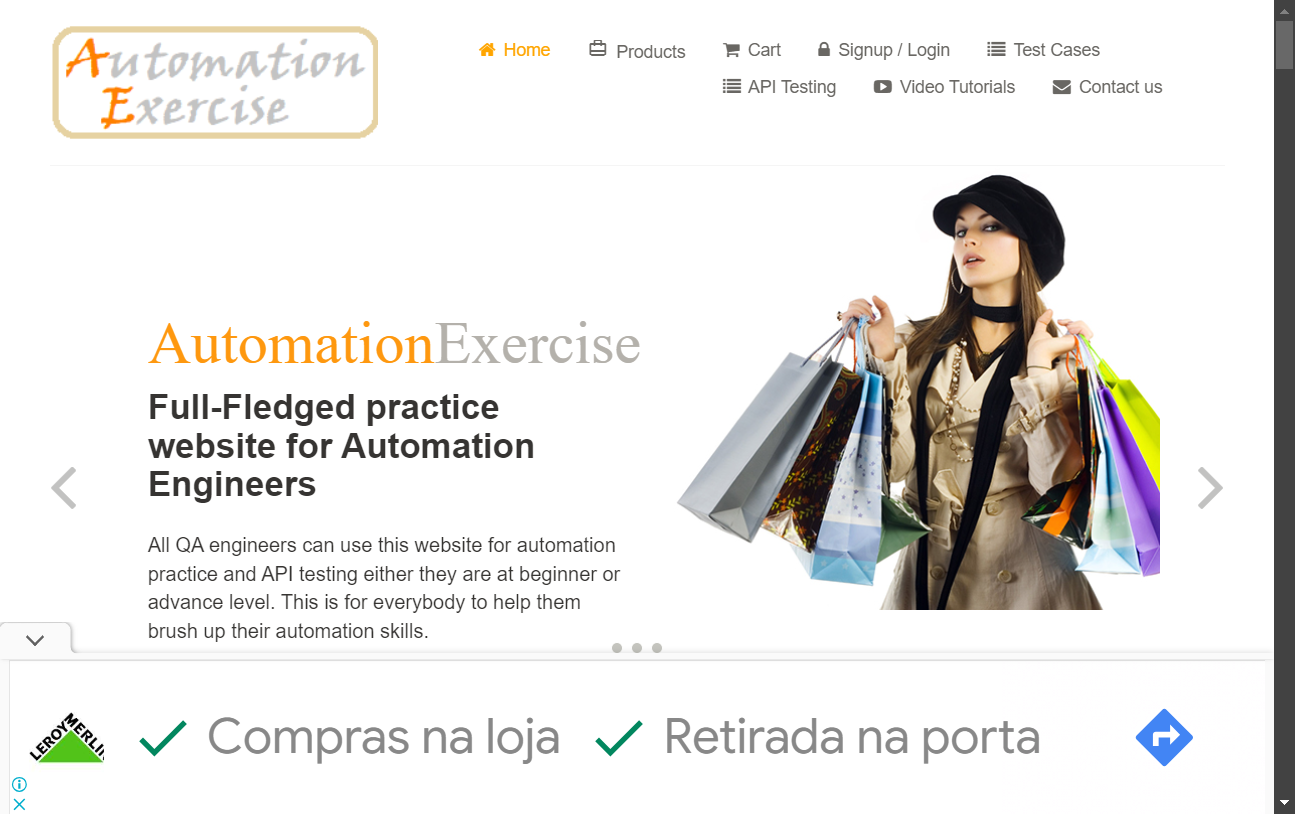 Automation
Exercise
Home Products Cart Signup / Login Test Cases
API Testing Video Tutorials Contact us
AutomationExercise
Full-Fledged practice
website for Automation
Engineers
All QA engineers can use this website for automation
practice and API testing either they are at beginner or
advance level. This is for everybody to help them
brush up their automation skills.
LEROY MERLIN
Compras na loja Retirada na porta